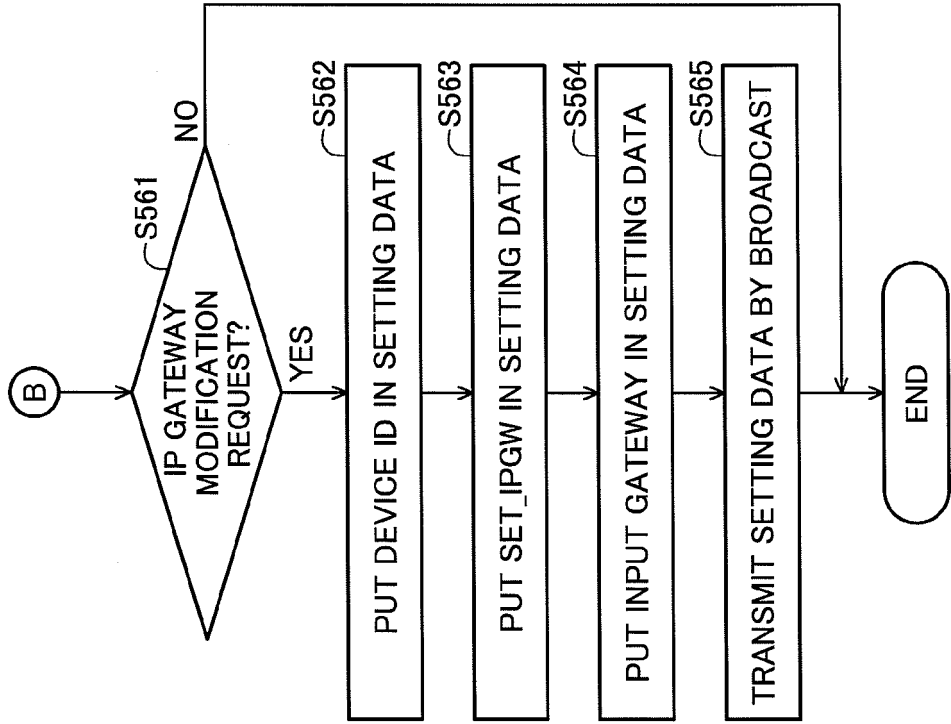 B
S561
IP GATEWAY
MODIFICATION
REQUEST?
NO
YES
S562
PUT DEVICE ID IN SETTING DATA
S563
PUT SET_IPGW IN SETTING DATA
S564
PUT INPUT GATEWAY IN SETTING DATA
S565
TRANSMIT SETTING DATA BY BROADCAST
END